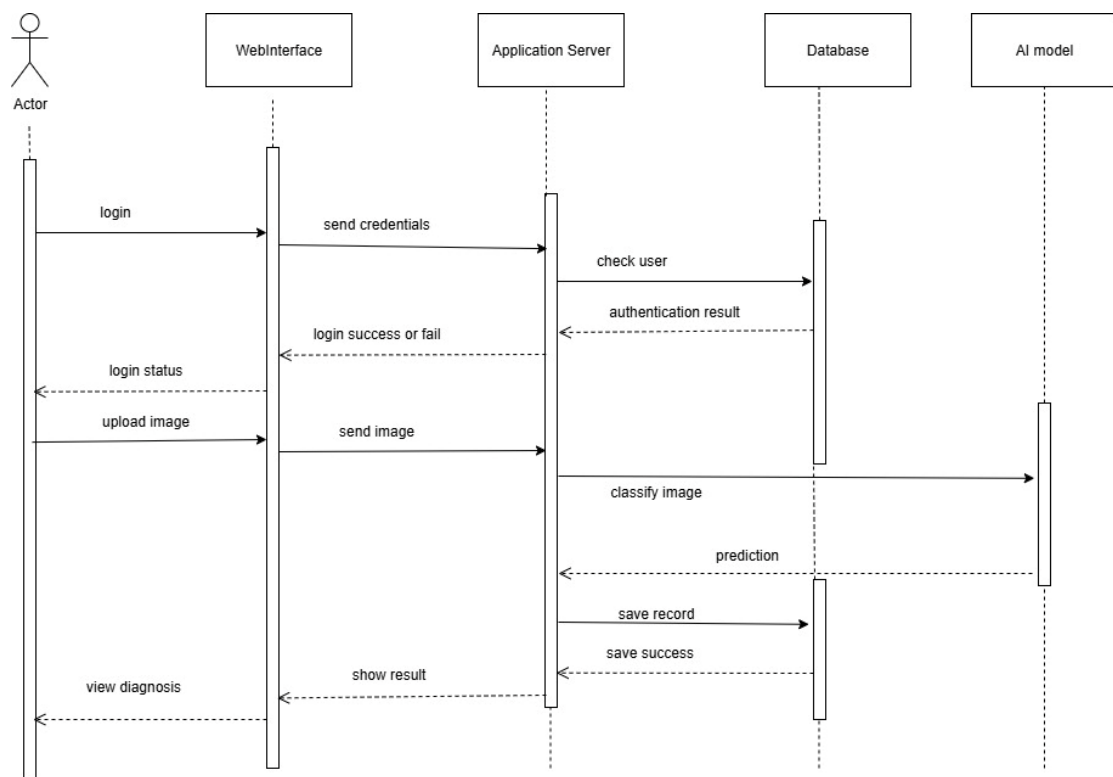 WebInterface
Application Server
Database
AI model
Actor
login
send credentials
check user
authentication result
login success or fail
login status
upload image
send image
classify image
prediction
save record
save success
show result
view diagnosis